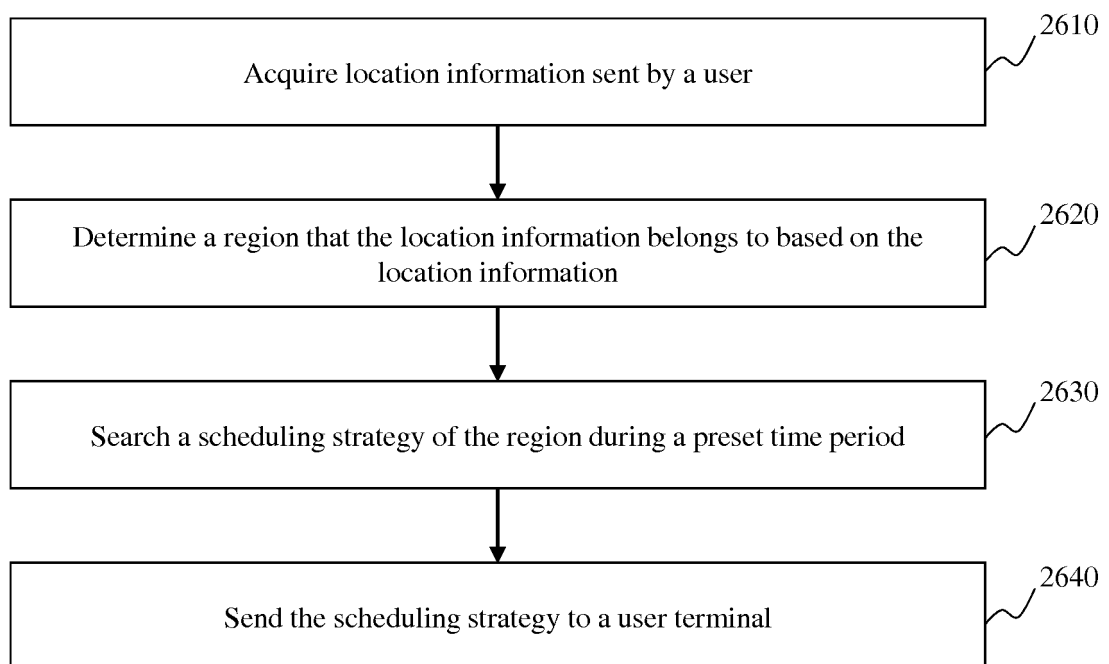 2610
Acquire location information sent by a user
2620
Determine a region that the location information belongs to based on the
location information
2630
Search a scheduling strategy of the region during a preset time period
2640
Send the scheduling strategy to a user terminal